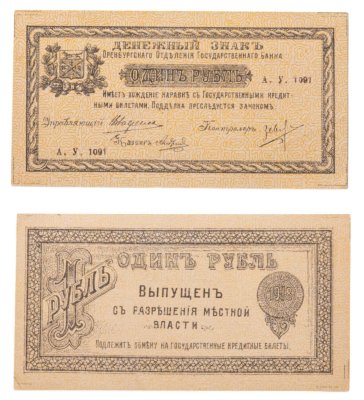 ДЕНЕЖНЫЙ ЗНАКЪ
ОРЕНБУРГСКАГО ОТДѢЛЕНІЯ ГОСУДАРСТВЕННАГО БАНКА
ОДИНЪ РУБЛЬ
А. У. 1091
ИМѢЕТЪ ХОЖДЕНІЕ НАРАВНѢ СЪ ГОСУДАРСТВЕННЫМИ КРЕДИТ-
НЫМИ БИЛЕТАМИ. ПОДДѢЛКА ПРЕСЛѢДУЕТСЯ ЗАКОНОМЪ.
Управляющій
Контролеръ
А. У. 1091
Кассиръ
ОДИНЪ РУБЛЬ
1
РУБЛЬ
ВЫПУЩЕНЪ
СЪ РАЗРѢШЕНІЯ МѢСТНОЙ
ВЛАСТИ.
1918
ПОДЛЕЖИТЪ ОБМѢНУ НА ГОСУДАРСТВЕННЫЕ КРЕДИТНЫЕ БИЛЕТЫ.